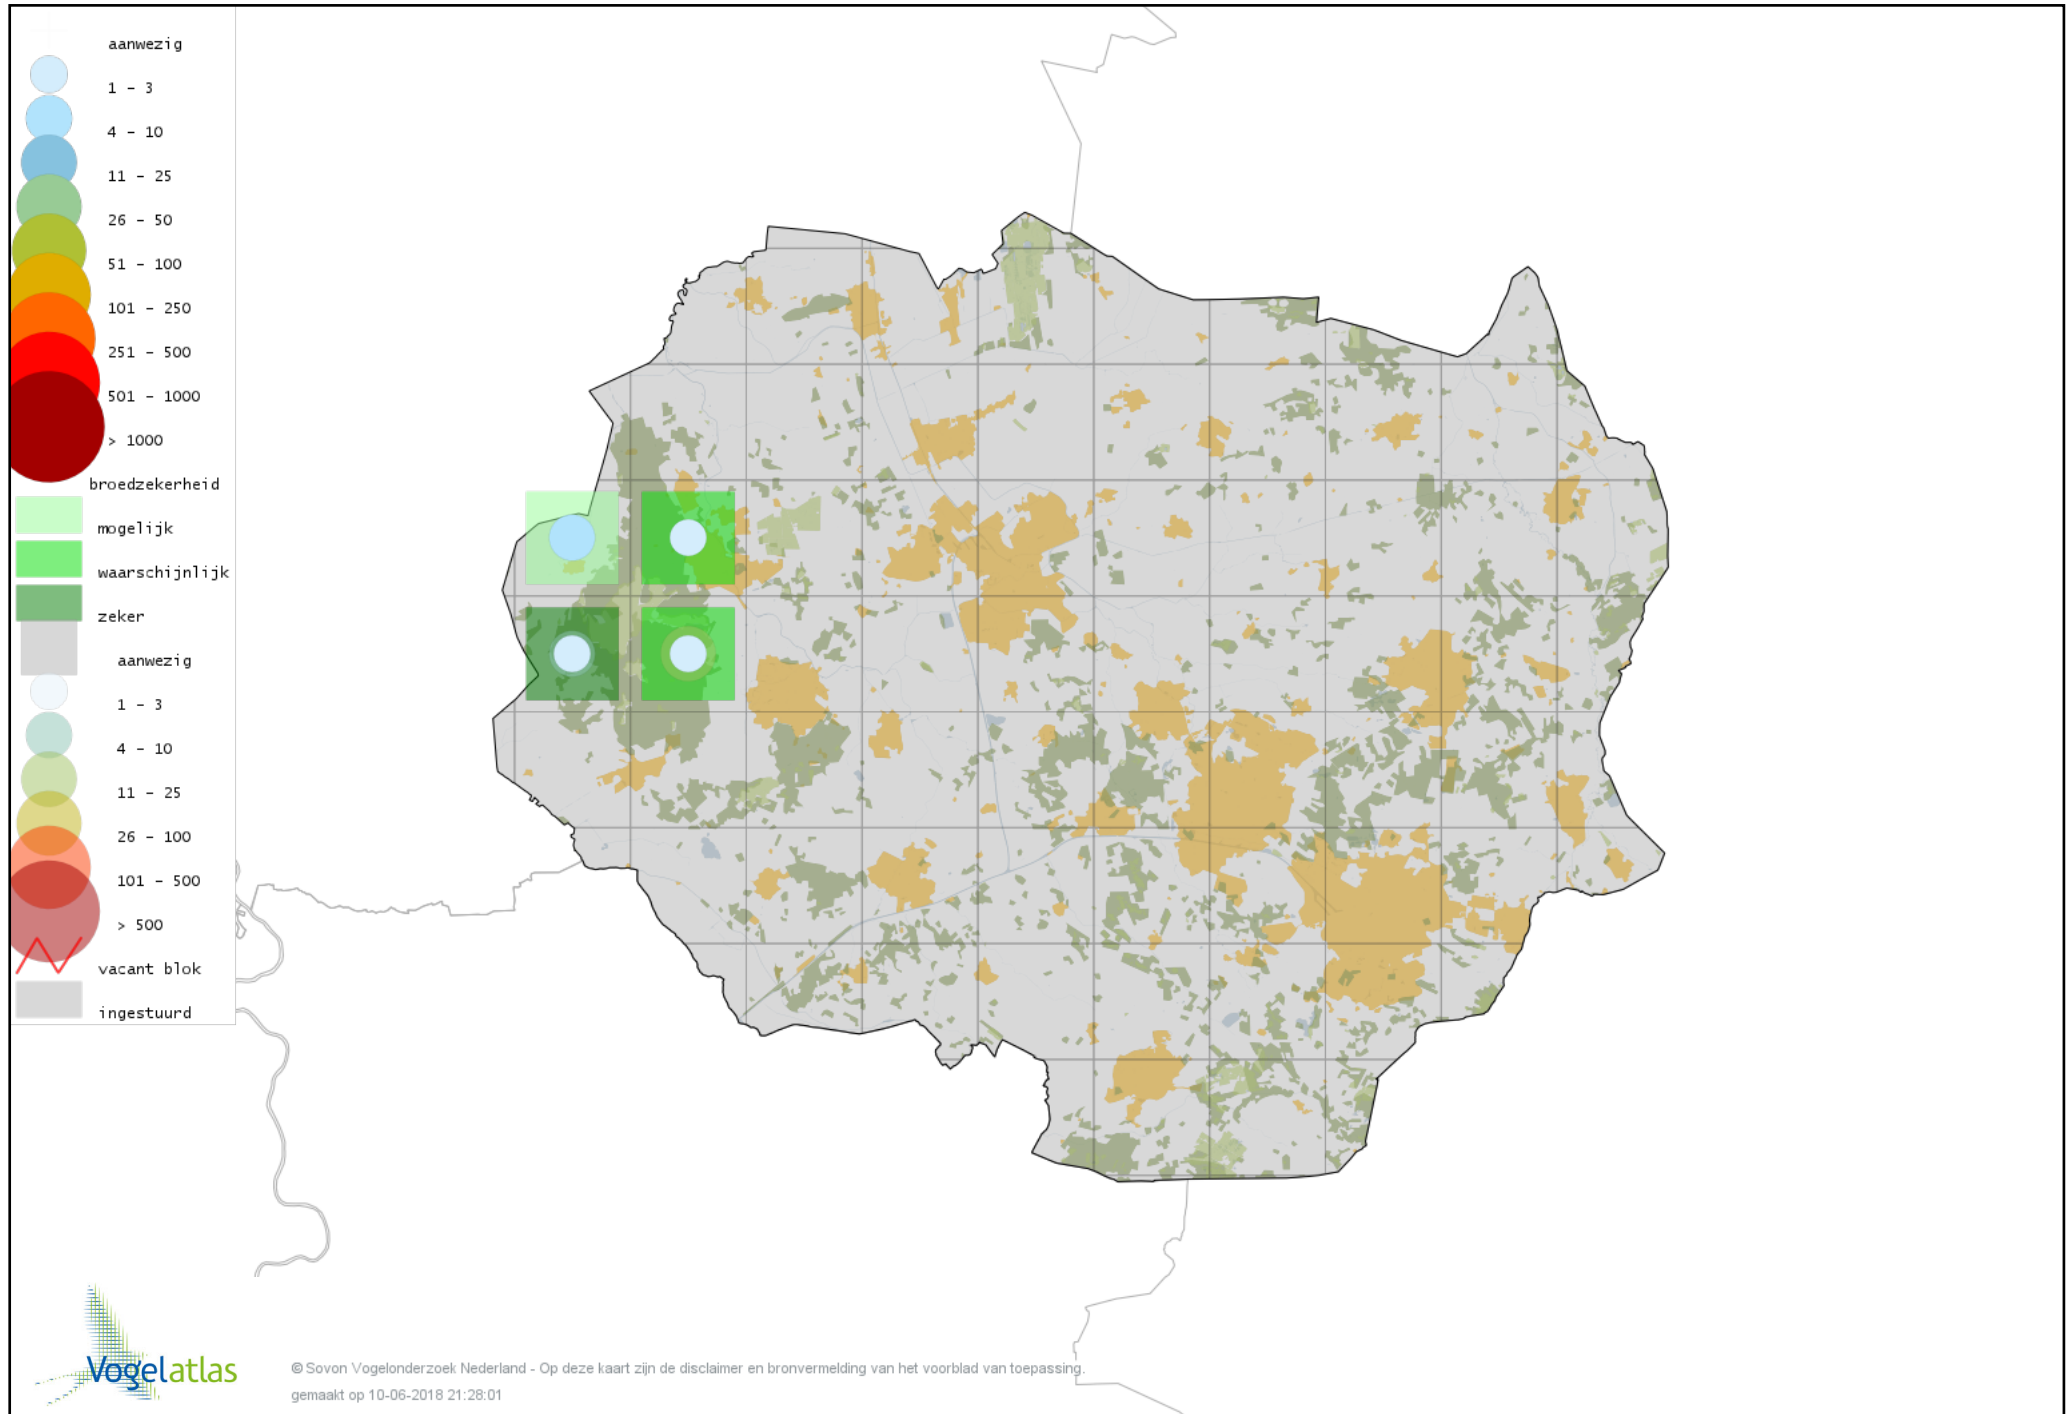 aanwezig
1 - 3
4 - 10
11 - 25
26 - 50
51 - 100
101 - 250
251 - 500
501 - 1000
> 1000
broedzekerheid
mogelijk
waarschijnlijk
zeker
aanwezig
1 - 3
4 - 10
11 - 25
26 - 100
101 - 500
> 500
vacant blok
ingestuurd
Vogelatlas
© Sovon Vogelonderzoek Nederland - Op deze kaart zijn de disclaimer en bronvermelding van het voorblad van toepassing.
gemaakt op 10-06-2018 21:28:01